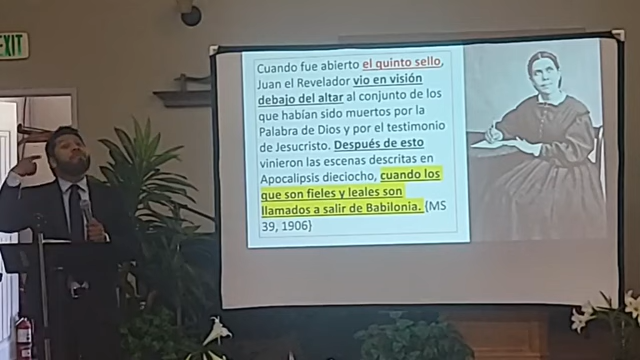 EXIT
Cuando fue abierto el quinto sello,
Juan el Revelador vio en visión
debajo del altar al conjunto de los
que habían sido muertos por la
Palabra de Dios y por el testimonio
de Jesucristo. Después de esto
vinieron las escenas descritas en
Apocalipsis dieciocho, cuando los
que son fieles y leales son
llamados a salir de Babilonia. {MS
39, 1906}